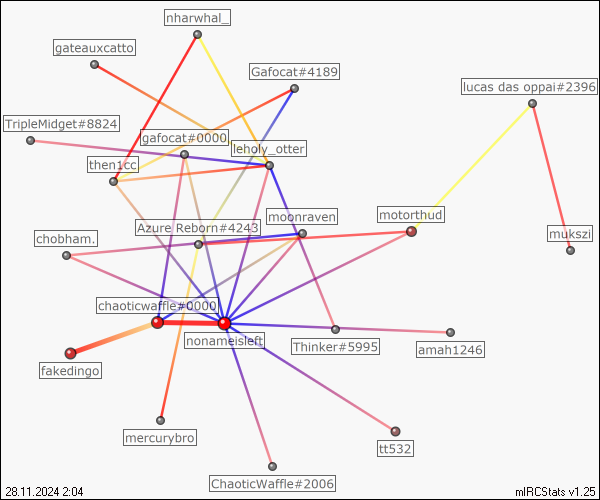 nharwhal_
gateauxcatto
Gafocat#4189
lucas das oppai#2396
TripleMidget#8824
gafocat#0000
leholy_otter
then1cc
moonraven
motorthud
Azure Reborn#4243
chobham.
mukszi
chaoticwaffle#0000
nonameisleft
Thinker#5995
amah1246
fakedingo
mercurybro
tt532
ChaoticWaffle#2006
28.11.2024 2:04
mIRCStats v1.25